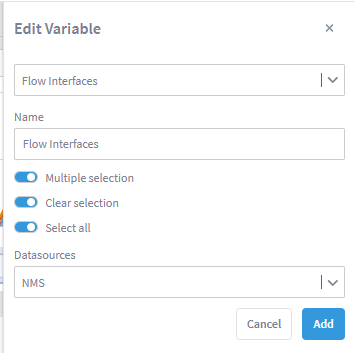 Edit Variable
Flow Interfaces
Name
Flow Interfaces
Multiple selection
Clear selection
Select all
Datasources
NMS
Cancel
Add